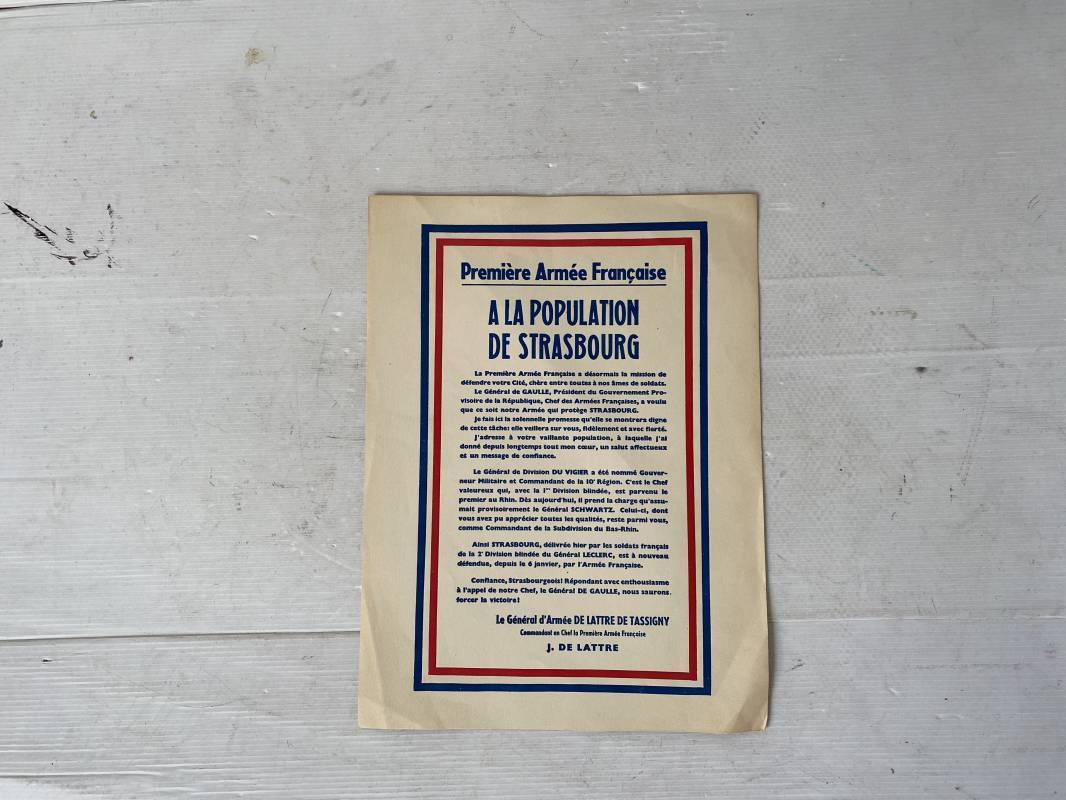 Première Armée Française
A LA POPULATION
DE STRASBOURG
La Première Armée Française a désormais la mission de
défendre votre Cité, chère entre toutes à nos âmes de soldats.
Le Général de GAULLE, Président du Gouvernement Pro-
visoire de la République, Chef des Armées Françaises, a voulu
que ce soit notre Armée qui protège STRASBOURG.
Je fais ici la solennelle promesse qu'elle se montrera digne
de cette tâche: elle veillera sur vous, fidèlement et avec fierté.
J'adresse à votre vaillante population, à laquelle j'ai
donné depuis longtemps tout mon cœur, un salut affectueux
et un message de confiance.
Le Général de Division DU VIGIER a été nommé Gouver-
neur Militaire et Commandant de la 10e Région. C'est le Chef
valeureux qui, avec la 1re Division blindée, est parvenu le
premier au Rhin. Dès aujourd'hui, il prend la charge qu'assu-
mait provisoirement le Général SCHWARTZ. Celui-ci, dont
vous avez pu apprécier toutes les qualités, reste parmi vous,
comme Commandant de la Subdivision du Bas-Rhin.
Ainsi STRASBOURG, délivrée hier par les soldats français
de la 2e Division blindée du Général LECLERC, est à nouveau
défendue, depuis le 6 janvier, par l'Armée Française.
Confiance, Strasbourgeois! Répondant avec enthousiasme
à l'appel de notre Chef, le Général DE GAULLE, nous saurons
forcer la victoire!
Le Général d'Armée DE LATTRE DE TASSIGNY
Commandant en Chef la Première Armée Française
J. DE LATTRE